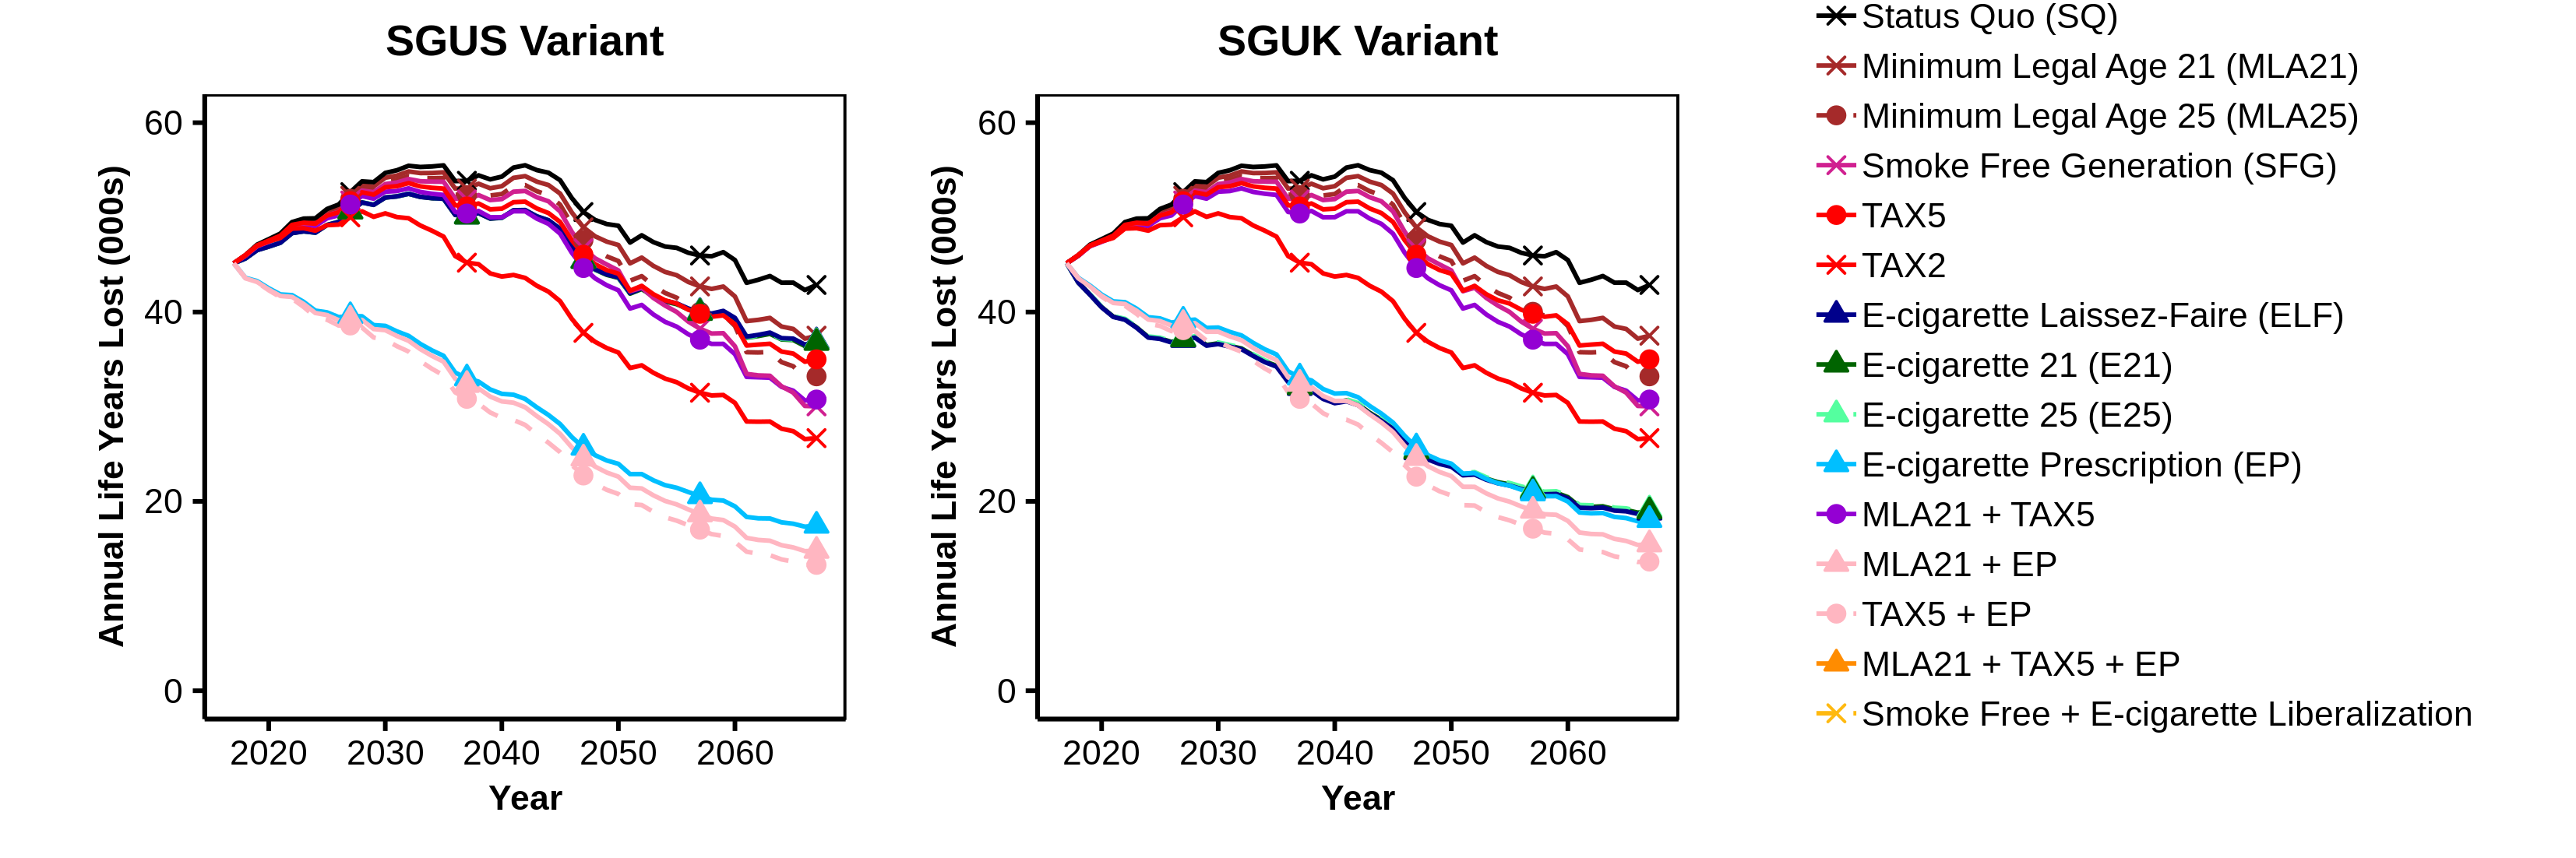 SGUS Variant
Annual Life Years Lost (000s)
60
40
20
0
2020 2030 2040 2050 2060
Year
SGUK Variant
Annual Life Years Lost (000s)
60
40
20
0
2020 2030 2040 2050 2060
Year
Status Quo (SQ)
Minimum Legal Age 21 (MLA21)
Minimum Legal Age 25 (MLA25)
Smoke Free Generation (SFG)
TAX5
TAX2
E-cigarette Laissez-Faire (ELF)
E-cigarette 21 (E21)
E-cigarette 25 (E25)
E-cigarette Prescription (EP)
MLA21 + TAX5
MLA21 + EP
TAX5 + EP
MLA21 + TAX5 + EP
Smoke Free + E-cigarette Liberalization